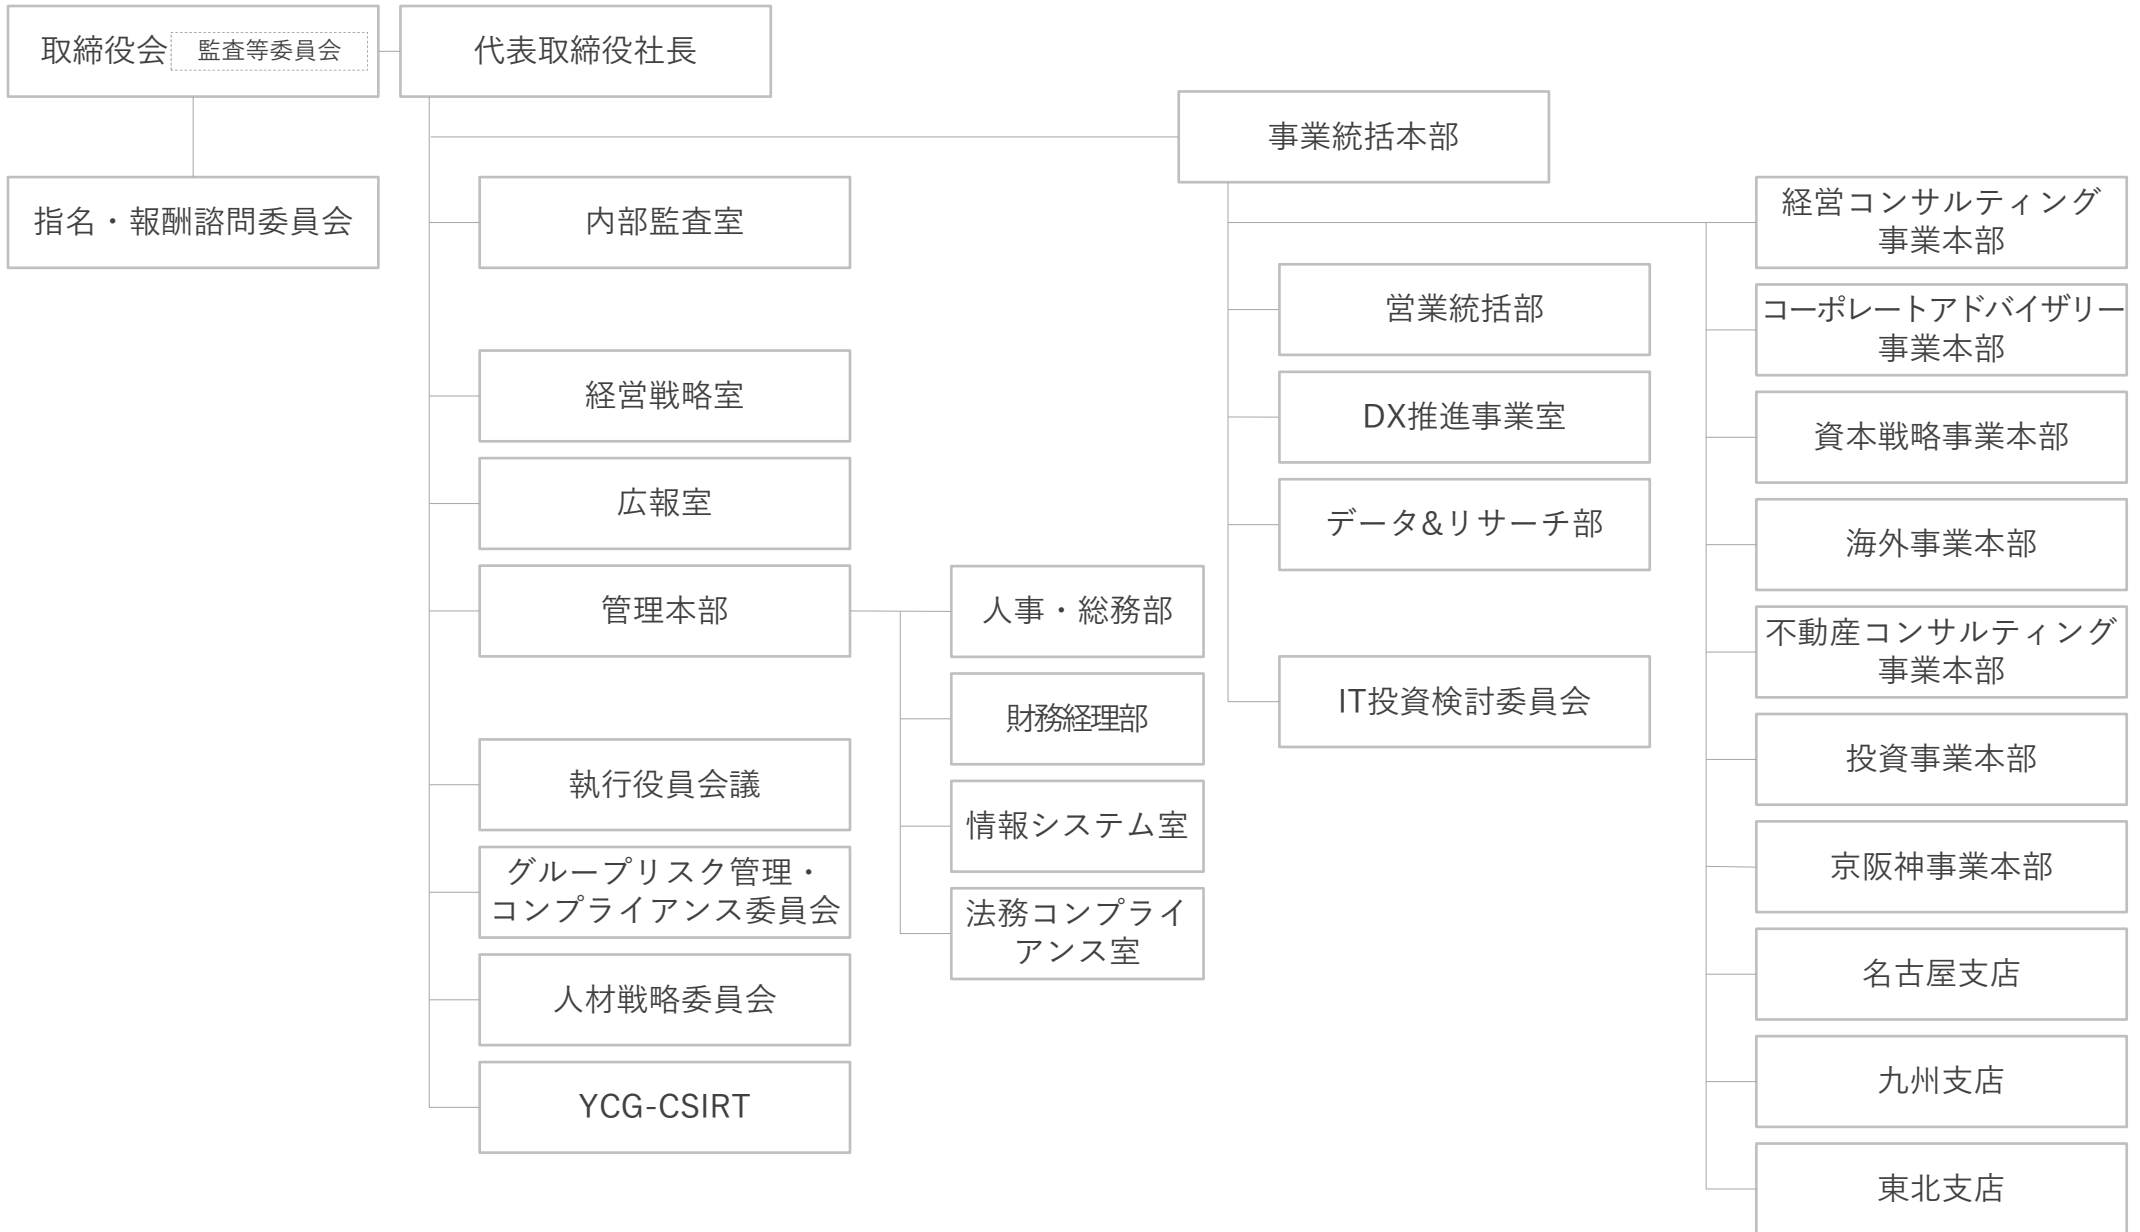 取締役会
監査等委員会
代表取締役社長
指名・報酬諮問委員会
内部監査室
経営戦略室
広報室
管理本部
人事・総務部
財務経理部
情報システム室
法務コンプライ
アンス室
執行役員会議
グループリスク管理・
コンプライアンス委員会
人材戦略委員会
YCG-CSIRT
事業統括本部
営業統括部
DX推進事業室
データ&リサーチ部
IT投資検討委員会
経営コンサルティング
事業本部
コーポレートアドバイザリー
事業本部
資本戦略事業本部
海外事業本部
不動産コンサルティング
事業本部
投資事業本部
京阪神事業本部
名古屋支店
九州支店
東北支店